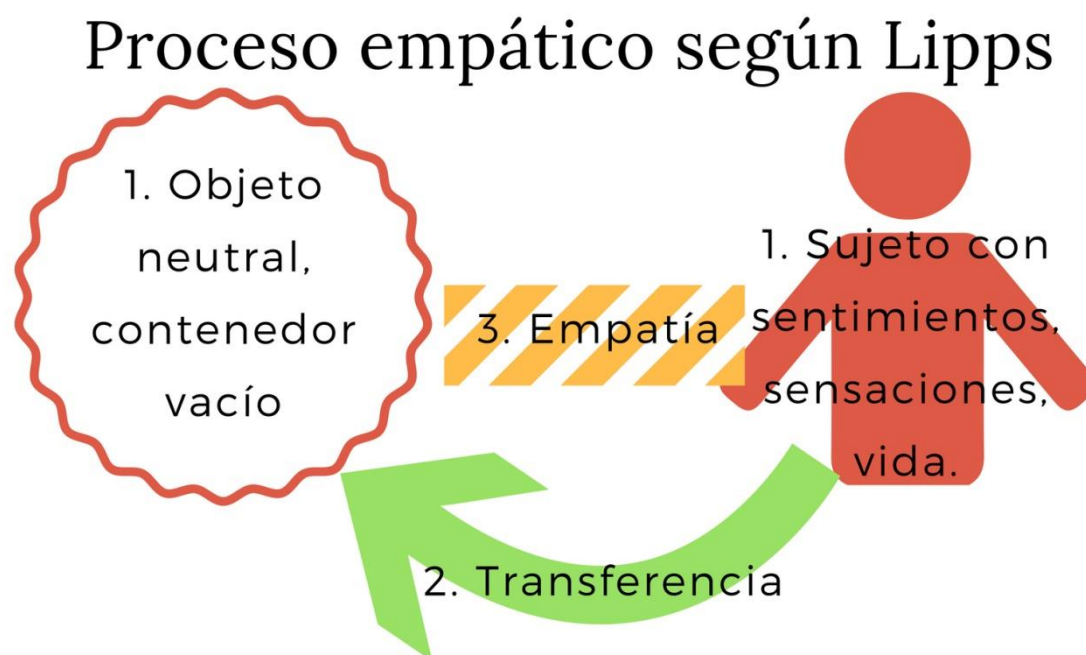 Proceso empático según Lipps
1. Objeto
neutral,
contenedor
vacío
3. Empatía
1. Sujeto con
sentimientos,
sensaciones,
vida.
2. Transferencia